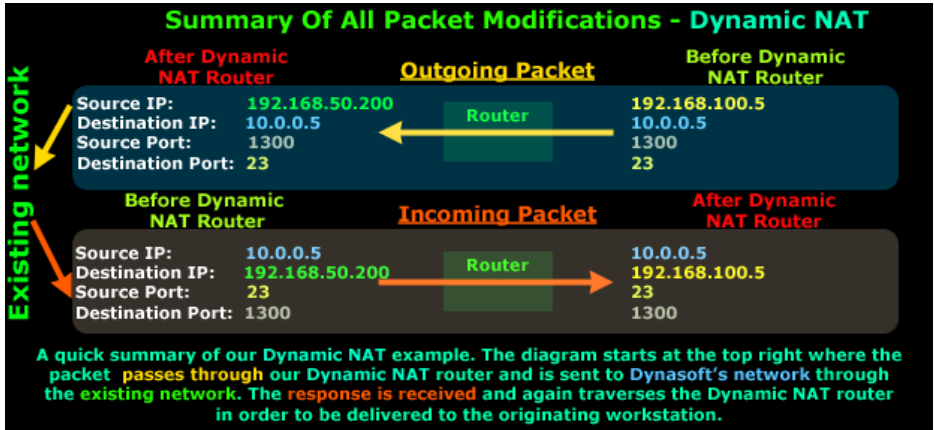 Summary Of All Packet Modifications - Dynamic NAT
After Dynamic
NAT Router
Outgoing Packet
Before Dynamic
NAT Router
Source IP: 192.168.50.200 192.168.100.5
Destination IP: 10.0.0.5 10.0.0.5
Source Port: 1300 1300
Destination Port: 23 23
Router
Existing network
Before Dynamic
NAT Router
Incoming Packet
After Dynamic
NAT Router
Source IP: 10.0.0.5 10.0.0.5
Destination IP: 192.168.50.200 192.168.100.5
Source Port: 23 23
Destination Port: 1300 1300
Router
A quick summary of our Dynamic NAT example. The diagram starts at the top right where the
packet passes through our Dynamic NAT router and is sent to Dynasoft's network through
the existing network. The response is received and again traverses the Dynamic NAT router
in order to be delivered to the originating workstation.